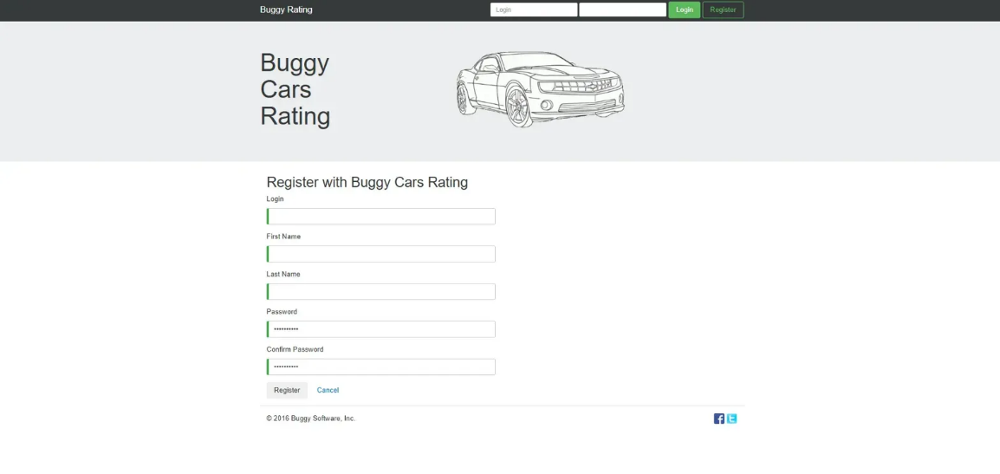 Buggy Rating
Login
Login
Register
Buggy
Cars
Rating
Register with Buggy Cars Rating
Login
First Name
Last Name
Password
••••••••••
Confirm Password
••••••••••
Register
Cancel
© 2016 Buggy Software, Inc.